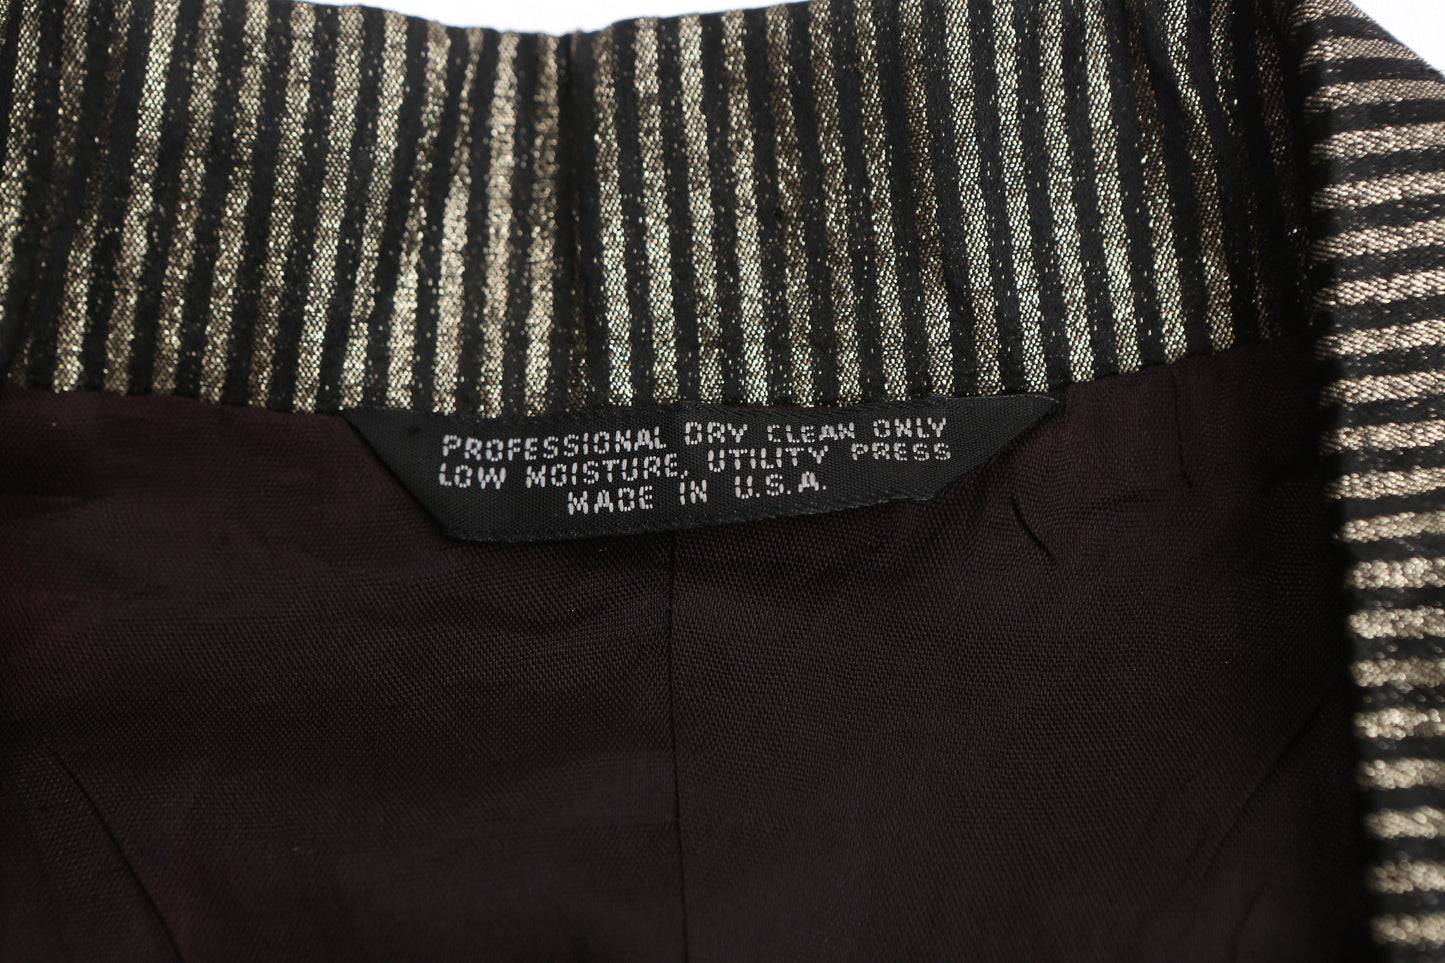 PROFESSIONAL DRY CLEAN ONLY
LOW MOISTURE, UTILITY PRESS
MADE IN U.S.A.